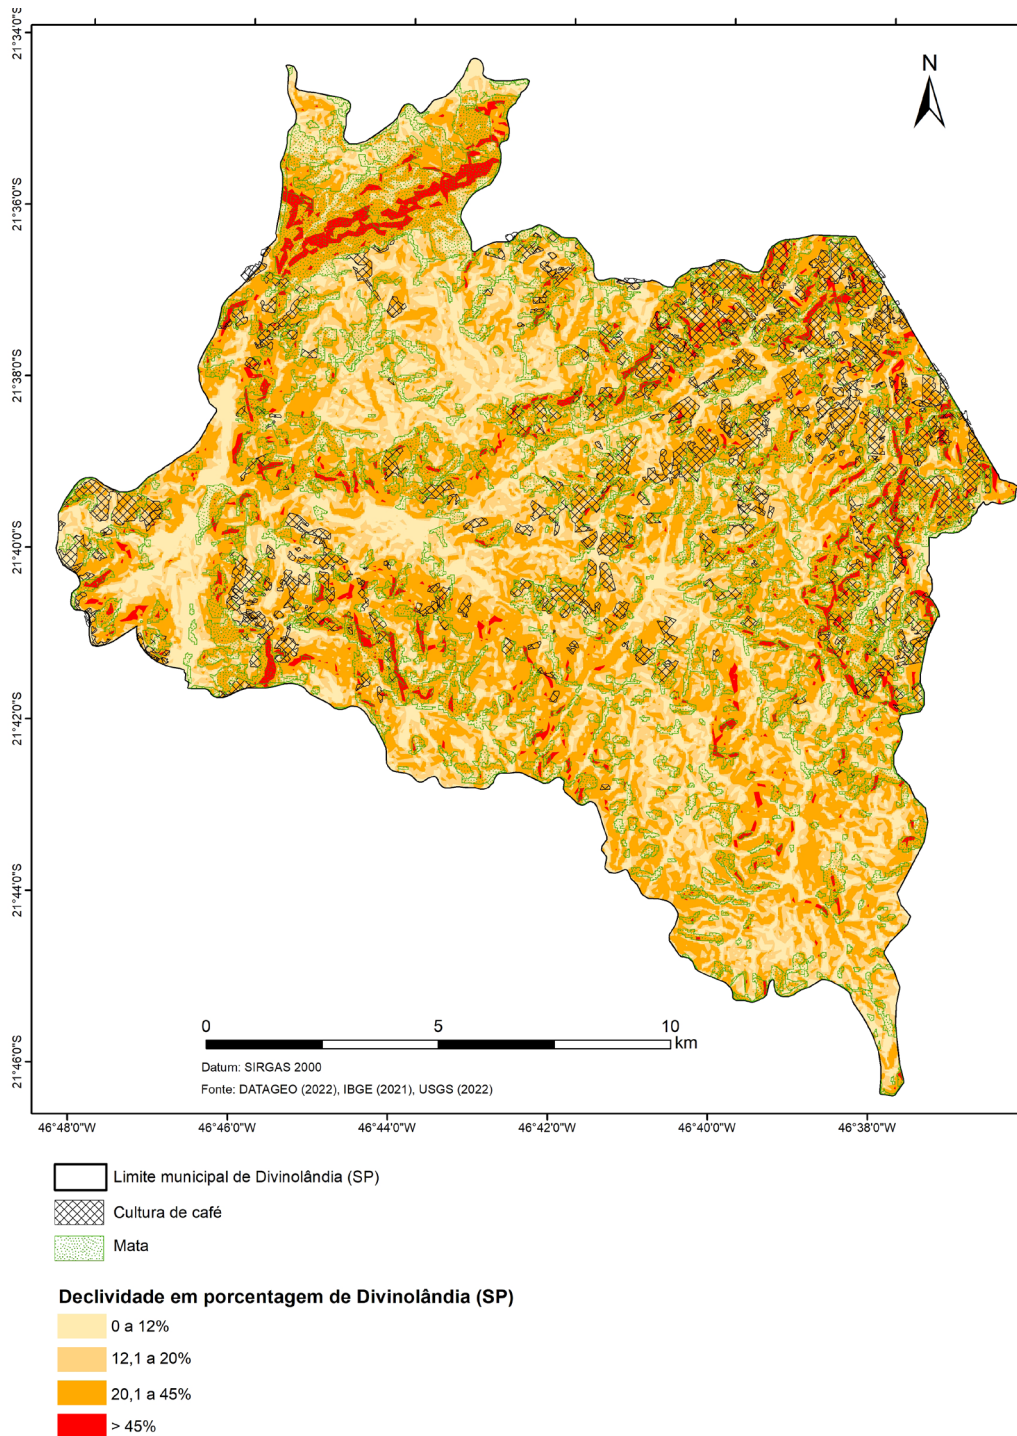 21°34'0"S
N
21°36'0"S
21°38'0"S
21°40'0"S
21°42'0"S
21°44'0"S
21°46'0"S
0 5 10
km
Datum: SIRGAS 2000
Fonte: DATAGEO (2022), IBGE (2021), USGS (2022)
46°48'0"W 46°46'0"W 46°44'0"W 46°42'0"W 46°40'0"W 46°38'0"W
Limite municipal de Divinolândia (SP)
Cultura de café
Mata
Declividade em porcentagem de Divinolândia (SP)
0 a 12%
12,1 a 20%
20,1 a 45%
> 45%